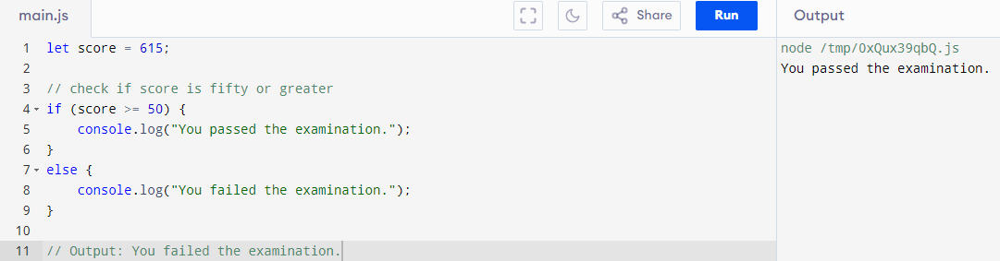 main.js Share Run Output
1 let score = 615; node /tmp/0xQux39qbQ.js
2 You passed the examination.
3 // check if score is fifty or greater
4 if (score >= 50) {
5 console.log("You passed the examination.");
6 }
7 else {
8 console.log("You failed the examination.");
9 }
10
11 // Output: You failed the examination.